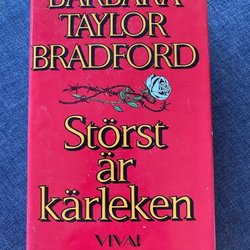 BARBARA
TAYLOR
BRADFORD
Störst
är
kärleken
VIVA!